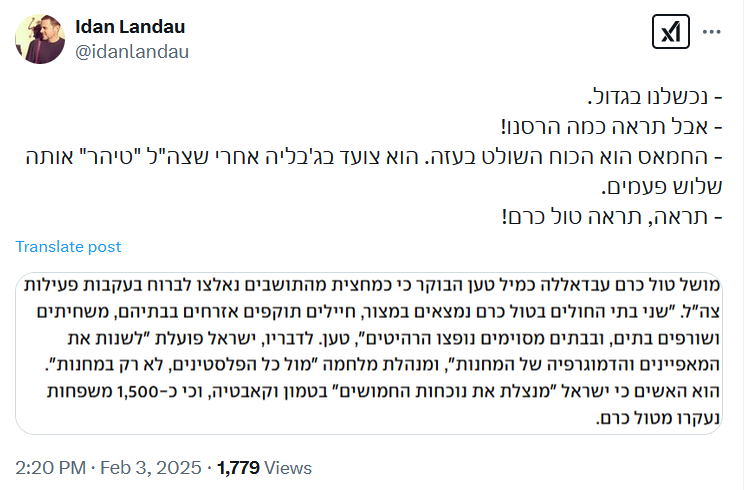 Idan Landau
@idanlandau
- נכשלנו בגדול.
- אבל תראה כמה הרסנו!
- החמאס הוא הכוח השולט בעזה. הוא צועד בג'בליה אחרי שצה"ל "טיהר" אותה
שלוש פעמים.
- תראה, תראה טול כרם!
Translate post
מושל טול כרם עבדאללה כמיל טען הבוקר כי כמחצית מהתושבים נאלצו לברוח בעקבות פעילות
צה"ל. "שני בתי החולים בטול כרם נמצאים במצור, חיילים תוקפים אזרחים בבתיהם, משחיתים
ושורפים בתים, ובבתים מסוימים נופצו הרהיטים", טען. לדבריו, ישראל פועלת "לשנות את
המאפיינים והדמוגרפיה של המחנות", ומנהלת מלחמה "מול כל הפלסטינים, לא רק במחנות".
הוא האשים כי ישראל "מנצלת את נוכחות החמושים" בטמון וקאבטיה, וכי כ-1,500 משפחות
נעקרו מטול כרם.
2:20 PM · Feb 3, 2025 · 1,779 Views